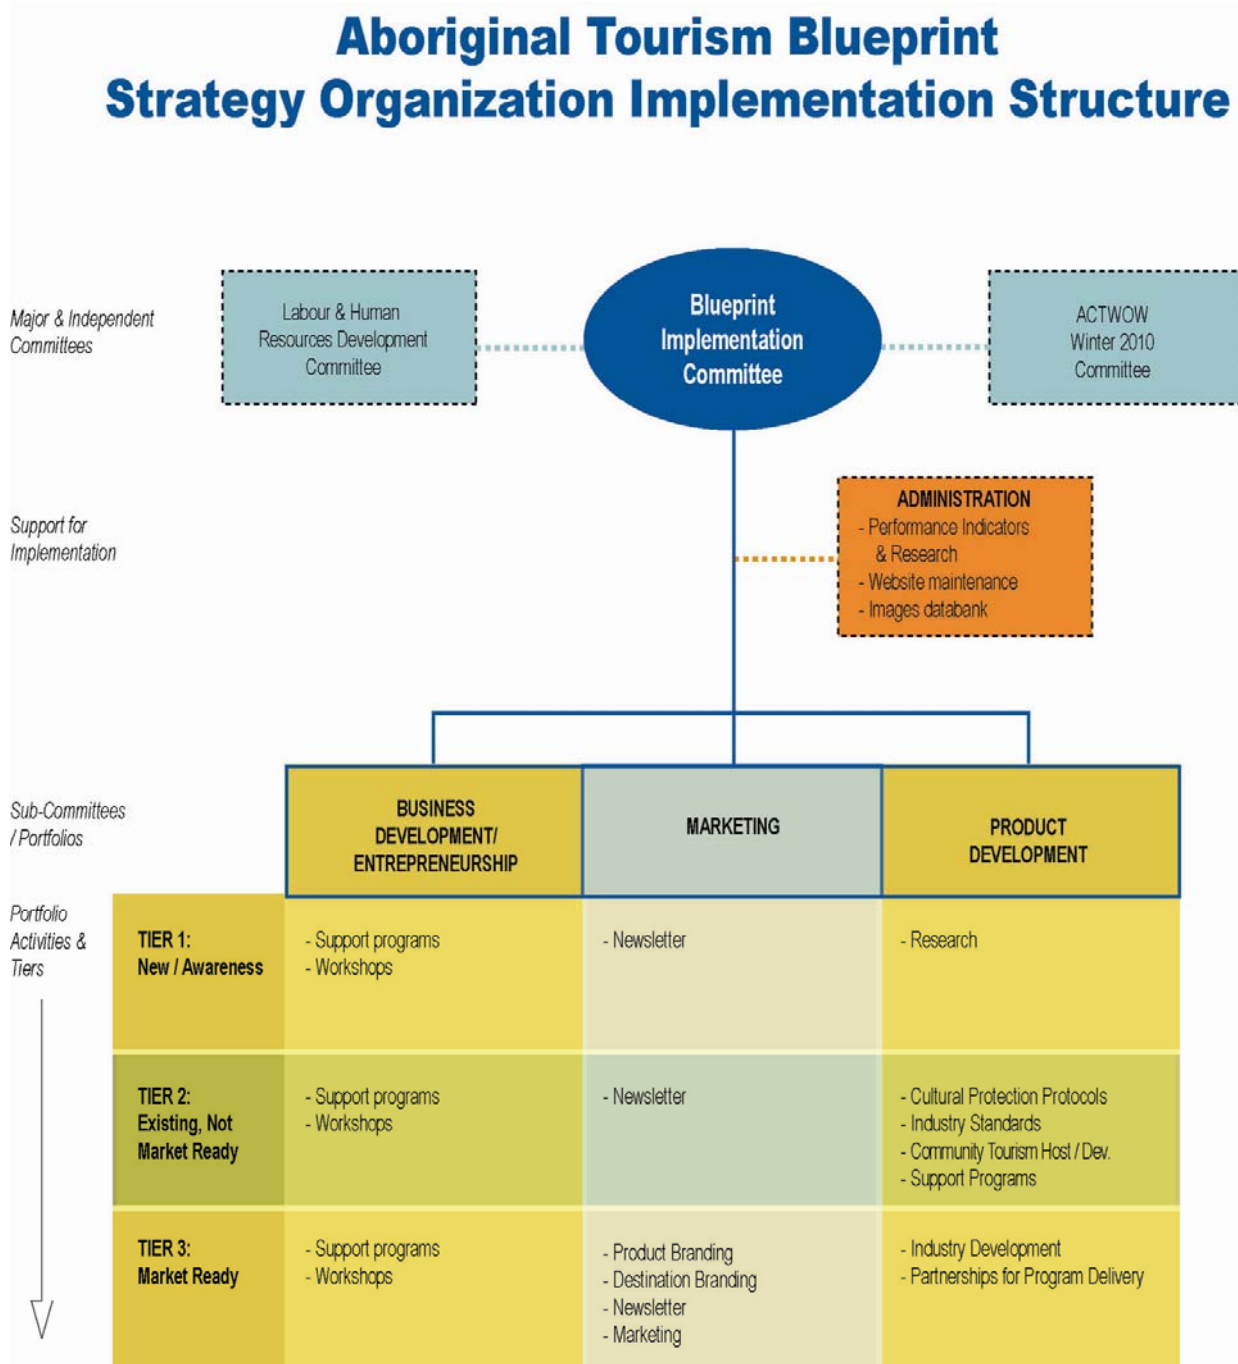 Aboriginal Tourism Blueprint
Strategy Organization Implementation Structure
Major & Independent
Committees
Labour & Human
Resources Development
Committee
Blueprint
Implementation
Committee
ACTWOW
Winter 2010
Committee
Support for
Implementation
ADMINISTRATION
- Performance Indicators
& Research
- Website maintenance
- Images databank
Sub-Committees
/ Portfolios
BUSINESS
DEVELOPMENT/
ENTREPRENEURSHIP
MARKETING
PRODUCT
DEVELOPMENT
Portfolio
Activities &
Tiers
TIER 1:
New / Awareness
- Support programs
- Workshops
- Newsletter
- Research
TIER 2:
Existing, Not
Market Ready
- Support programs
- Workshops
- Newsletter
- Cultural Protection Protocols
- Industry Standards
- Community Tourism Host / Dev.
- Support Programs
TIER 3:
Market Ready
- Support programs
- Workshops
- Product Branding
- Destination Branding
- Newsletter
- Marketing
- Industry Development
- Partnerships for Program Delivery